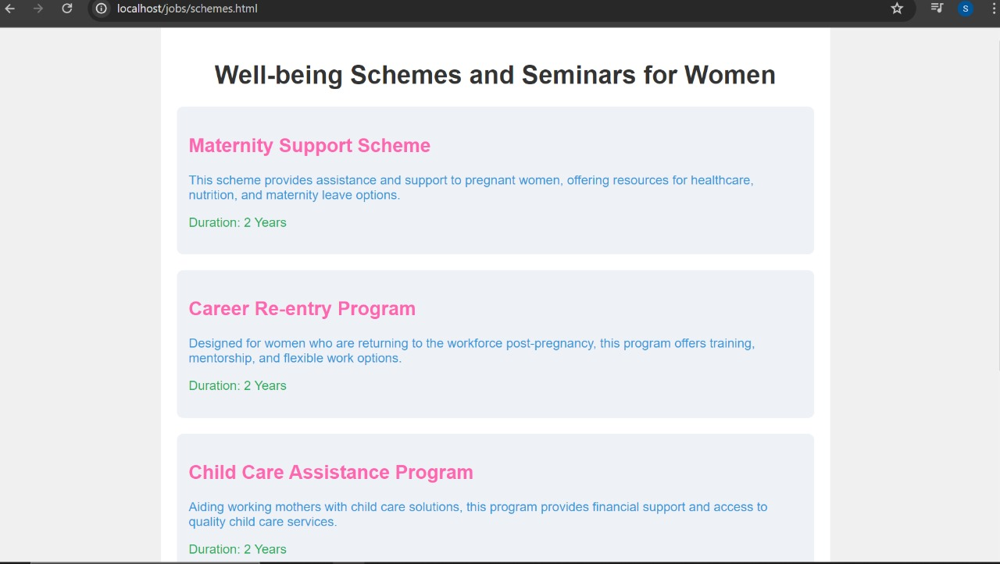 localhost/jobs/schemes.html
S
Well-being Schemes and Seminars for Women
Maternity Support Scheme
This scheme provides assistance and support to pregnant women, offering resources for healthcare,
nutrition, and maternity leave options.
Duration: 2 Years
Career Re-entry Program
Designed for women who are returning to the workforce post-pregnancy, this program offers training,
mentorship, and flexible work options.
Duration: 2 Years
Child Care Assistance Program
Aiding working mothers with child care solutions, this program provides financial support and access to
quality child care services.
Duration: 2 Years